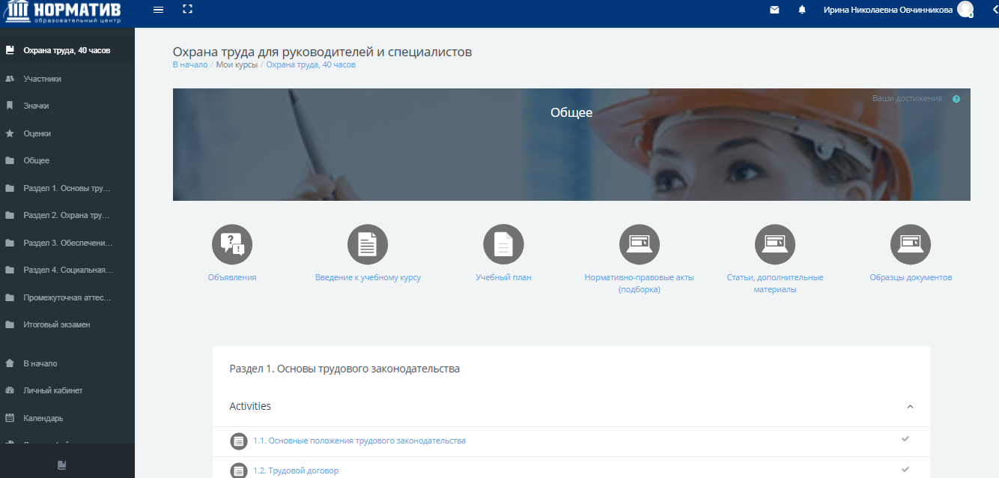 НОРМАТИВ
образовательный центр
Ирина Николаевна Овчинникова
Охрана труда, 40 часов
Участники
Значки
Оценки
Общее
Раздел 1. Основы тру...
Раздел 2. Охрана тру...
Раздел 3. Обеспечени...
Раздел 4. Социальная...
Промежуточная аттес...
Итоговый экзамен
В начало
Личный кабинет
Календарь
Охрана труда для руководителей и специалистов
В начало / Мои курсы / Охрана труда, 40 часов
Ваши достижения
Общее
Объявления
Введение к учебному курсу
Учебный план
Нормативно-правовые акты
(подборка)
Статьи, дополнительные
материалы
Образцы документов
Раздел 1. Основы трудового законодательства
Activities
1.1. Основные положения трудового законодательства
1.2. Трудовой договор